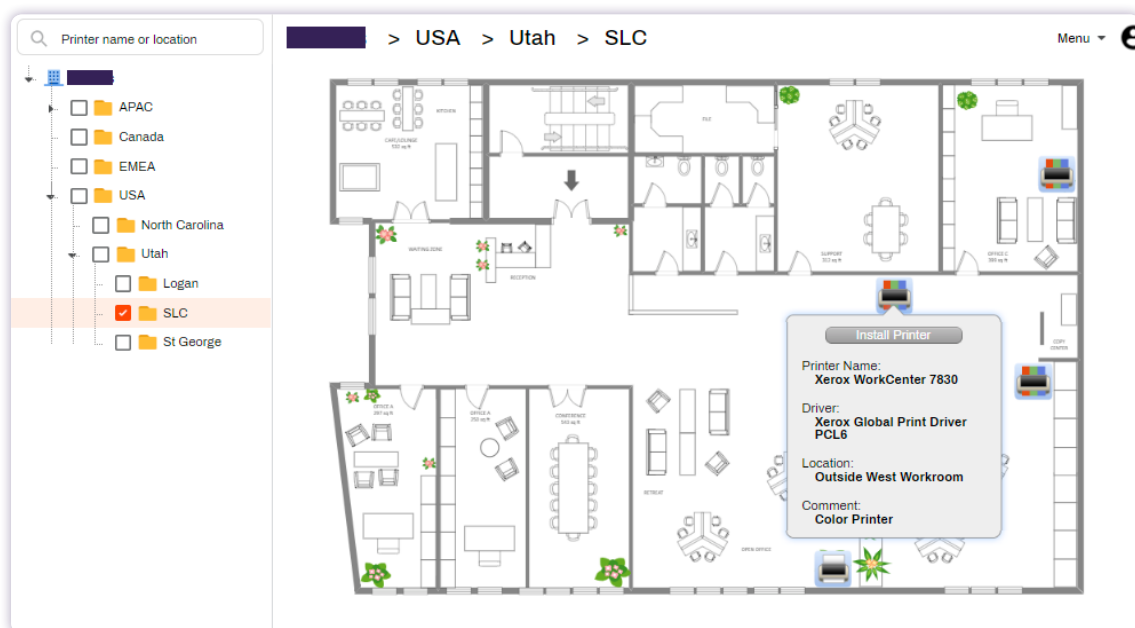 Printer name or location
> USA > Utah > SLC
Menu
APAC
Canada
EMEA
USA
North Carolina
Utah
Logan
SLC
St George
KITCHEN
CAFE/LOUNGE
FILE
WAITING ZONE
RECEPTION
SUPPORT
OFFICE C
COPY
CENTER
OFFICE A
OFFICE A
CONFERENCE
RETREAT
OPEN OFFICE
Install Printer
Printer Name:
Xerox WorkCenter 7830
Driver:
Xerox Global Print Driver
PCL6
Location:
Outside West Workroom
Comment:
Color Printer